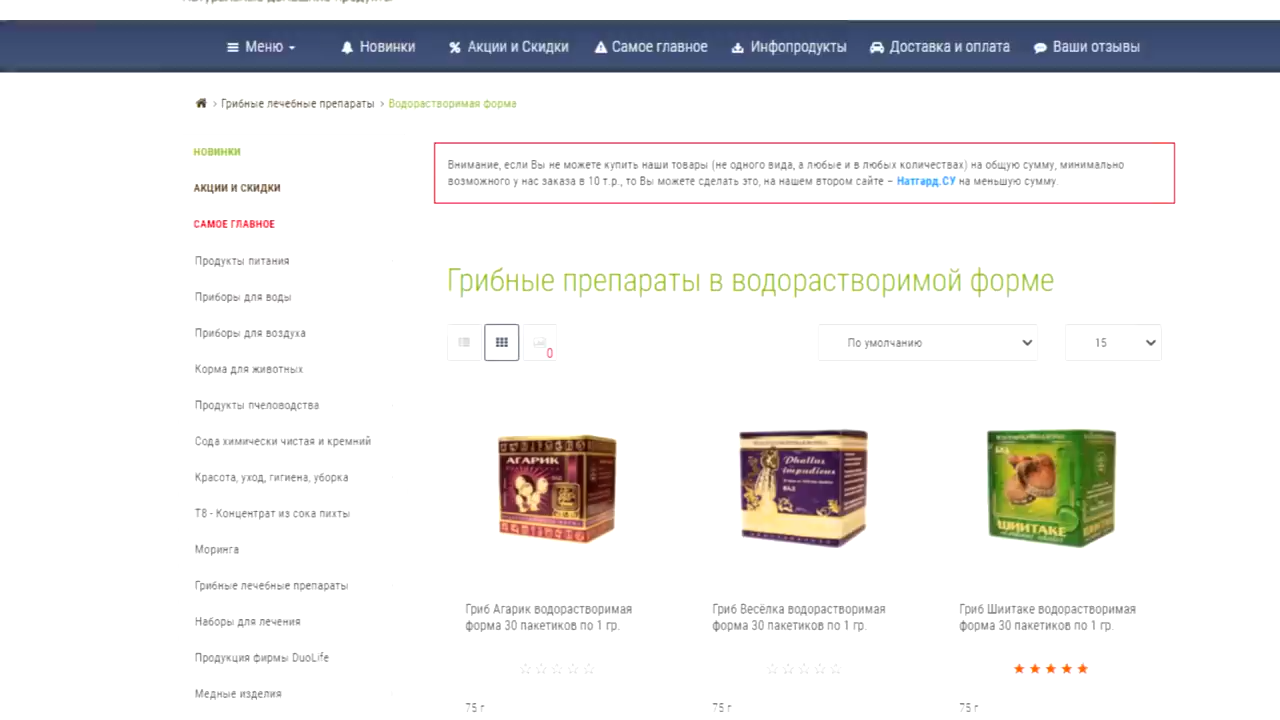 Меню
Новинки
Акции и Скидки
Самое главное
Инфопродукты
Доставка и оплата
Ваши отзывы
> Грибные лечебные препараты > Водорастворимая форма
НОВИНКИ
АКЦИИ И СКИДКИ
САМОЕ ГЛАВНОЕ
Продукты питания
Приборы для воды
Приборы для воздуха
Корма для животных
Продукты пчеловодства
Сода химически чистая и кремний
Красота, уход, гигиена, уборка
Т8 - Концентрат из сока пихты
Моринга
Грибные лечебные препараты
Наборы для лечения
Продукция фирмы DuoLife
Медные изделия
Внимание, если Вы не можете купить наши товары (не одного вида, а любые и в любых количествах) на общую сумму, минимально
возможного у нас заказа в 10 т.р., то Вы можете сделать это, на нашем втором сайте – Натгард.СУ на меньшую сумму.
Грибные препараты в водорастворимой форме
0
По умолчанию
15
АГАРИК
Phallus
impudicus
БАД
БАД
ШИИТАКЕ
Гриб Агарик водорастворимая
форма 30 пакетиков по 1 гр.
75 г
Гриб Весёлка водорастворимая
форма 30 пакетиков по 1 гр.
75 г
Гриб Шиитаке водорастворимая
форма 30 пакетиков по 1 гр.
75 г